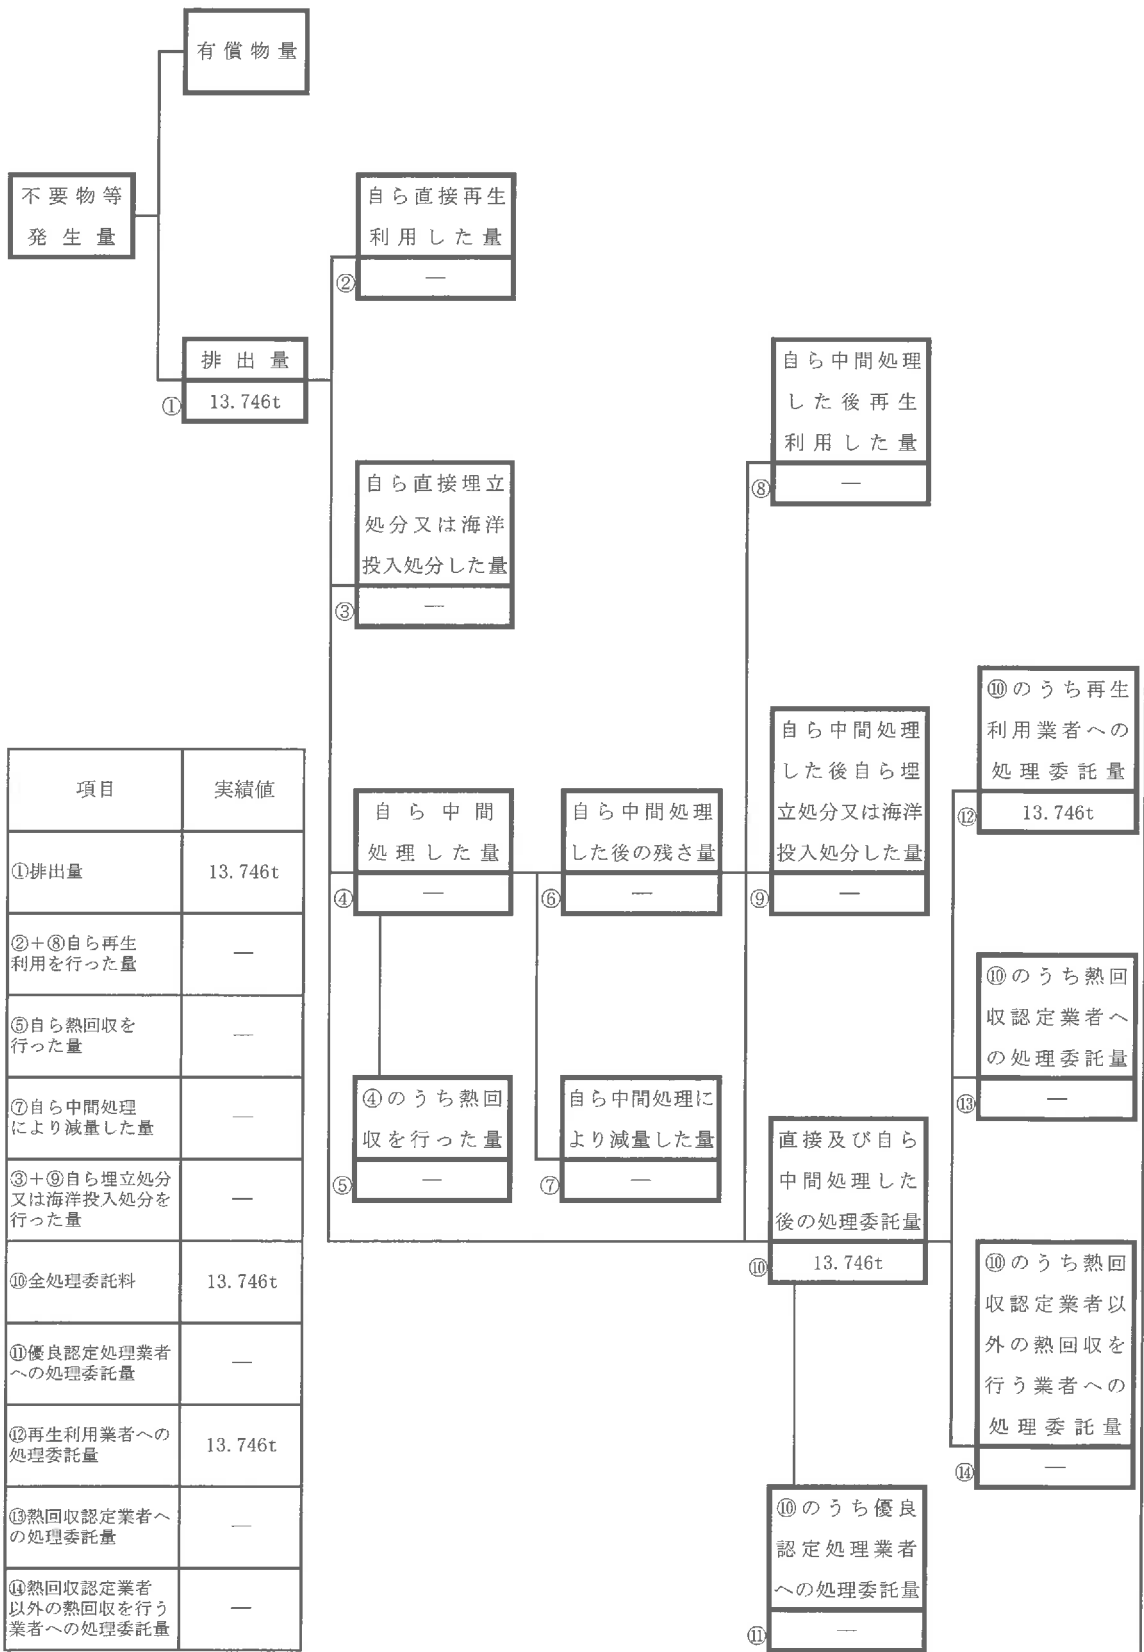 有償物量
不要物等
発生量
自ら直接再生
利用した量
②
—
排出量
①
13.746t
自ら中間処理
した後再生
利用した量
⑧
—
自ら直接埋立
処分又は海洋
投入処分した量
③
—
⑩のうち再生
利用業者への
処理委託量
⑫
13.746t
自ら中間処理
した後自ら埋
立処分又は海洋
投入処分した量
⑨
—
自ら中間
処理した量
④
—
自ら中間処理
した後の残さ量
⑥
—
⑩のうち熱回
収認定業者へ
の処理委託量
⑬
—
④のうち熱回
収を行った量
⑤
—
自ら中間処理に
より減量した量
⑦
—
直接及び自ら
中間処理した
後の処理委託量
⑩
13.746t
⑩のうち熱回
収認定業者以
外の熱回収を
行う業者への
処理委託量
⑭
—
⑩のうち優良
認定処理業者
への処理委託量
⑪
—
項目 実績値
①排出量 13.746t
②+⑧自ら再生
利用を行った量 —
⑤自ら熱回収を
行った量 —
⑦自ら中間処理
により減量した量 —
③+⑨自ら埋立処分
又は海洋投入処分を
行った量 —
⑩全処理委託料 13.746t
⑪優良認定処理業者
への処理委託量 —
⑫再生利用業者への
処理委託量 13.746t
⑬熱回収認定業者へ
の処理委託量 —
⑭熱回収認定業者
以外の熱回収を行う
業者への処理委託量 —